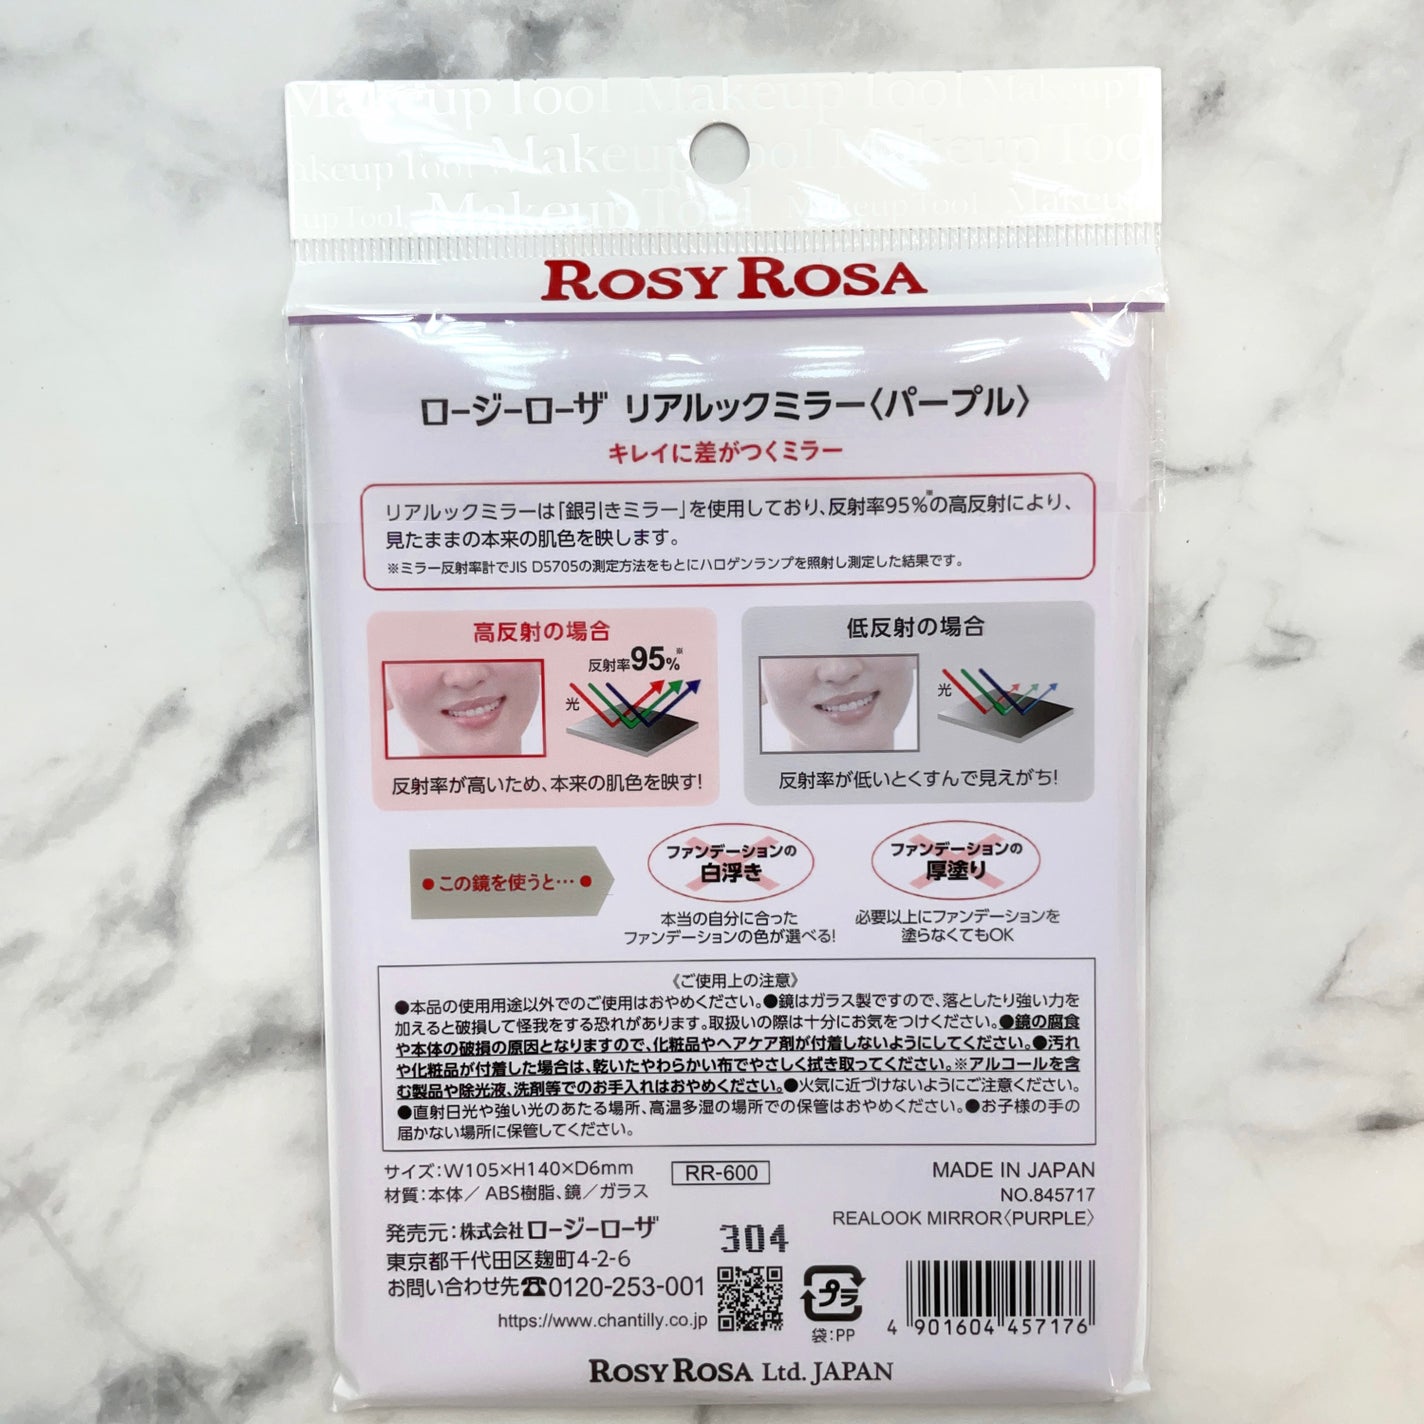 Makeup Tool Makeup Tool Makeup T
akeup Tool Makeup Tool Makeup Too
up Tool Makeup Tool Makeup Tool Makeup
ROSY ROSA
ロージーローザ リアルックミラー〈パープル〉
キレイに差がつくミラー
リアルックミラーは「銀引きミラー」を使用しており、反射率95%※の高反射により、
見たままの本来の肌色を映します。
※ミラー反射率計でJIS D5705の測定方法をもとにハロゲンランプを照射し測定した結果です。
高反射の場合
反射率95%※
光
反射率が高いため、本来の肌色を映す!
低反射の場合
光
反射率が低いとくすんで見えがち!
●この鏡を使うと…●
ファンデーションの
白浮き
本当の自分に合った
ファンデーションの色が選べる!
ファンデーションの
厚塗り
必要以上にファンデーションを
塗らなくてもOK
《ご使用上の注意》
●本品の使用用途以外でのご使用はおやめください。●鏡はガラス製ですので、落としたり強い力を
加えると破損して怪我をする恐れがあります。取扱いの際は十分にお気をつけください。●鏡の腐食
や本体の破損の原因となりますので、化粧品やヘアケア剤が付着しないようにしてください。●汚れ
や化粧品が付着した場合は、乾いたやわらかい布でやさしく拭き取ってください。※アルコールを含
む製品や除光液、洗剤等でのお手入れはおやめください。●火気に近づけないようにご注意ください。
●直射日光や強い光のあたる場所、高温多湿の場所での保管はおやめください。●お子様の手の
届かない場所に保管してください。
サイズ:W105×H140×D6mm
材質:本体/ABS樹脂、鏡/ガラス
RR-600
MADE IN JAPAN
NO.845717
REALOOK MIRROR〈PURPLE〉
発売元:株式会社ロージーローザ
東京都千代田区麹町4-2-6
お問い合わせ先☎0120-253-001
https://www.chantilly.co.jp
304
プラ
袋:PP
4 901604 457176
ROSY ROSA Ltd. JAPAN